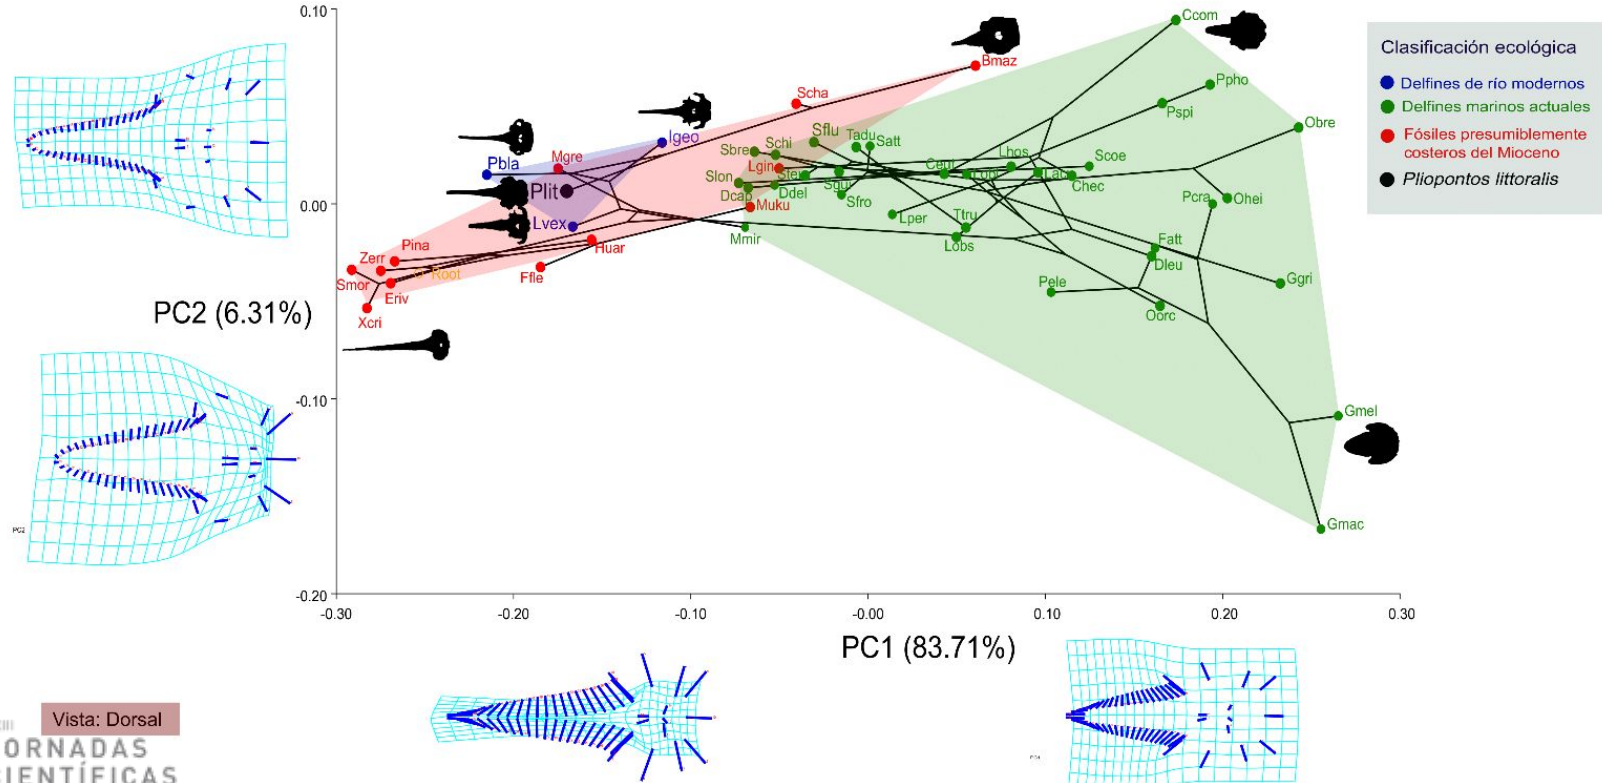 0.10
0.00
-0.10
-0.20
-0.30
-0.20
-0.10
-0.00
0.10
0.20
0.30
PC2 (6.31%)
PC1 (83.71%)
Ccom
Ppho
Pspi
Obre
Bmaz
Scha
Sflu
Tadu
Satt
Sbre
Schi
Lgin
Slon
Dcap
Ddel
Sgui
Sfro
Muku
Mmir
Lper
Ttru
Lobs
Lhos
Scoe
Chec
Pcra
Ohei
Fatt
Dleu
Pele
Oorc
Ggri
Gmel
Gmac
Igeo
Pbla
Mgre
Plit
Lvex
Huar
Ffle
Pina
Zerr
Root
Smor
Eriv
Xcri
Clasificación ecológica
Delfines de río modernos
Delfines marinos actuales
Fósiles presumiblemente
costeros del Mioceno
Pliopontos littoralis
PC2
Vista: Dorsal